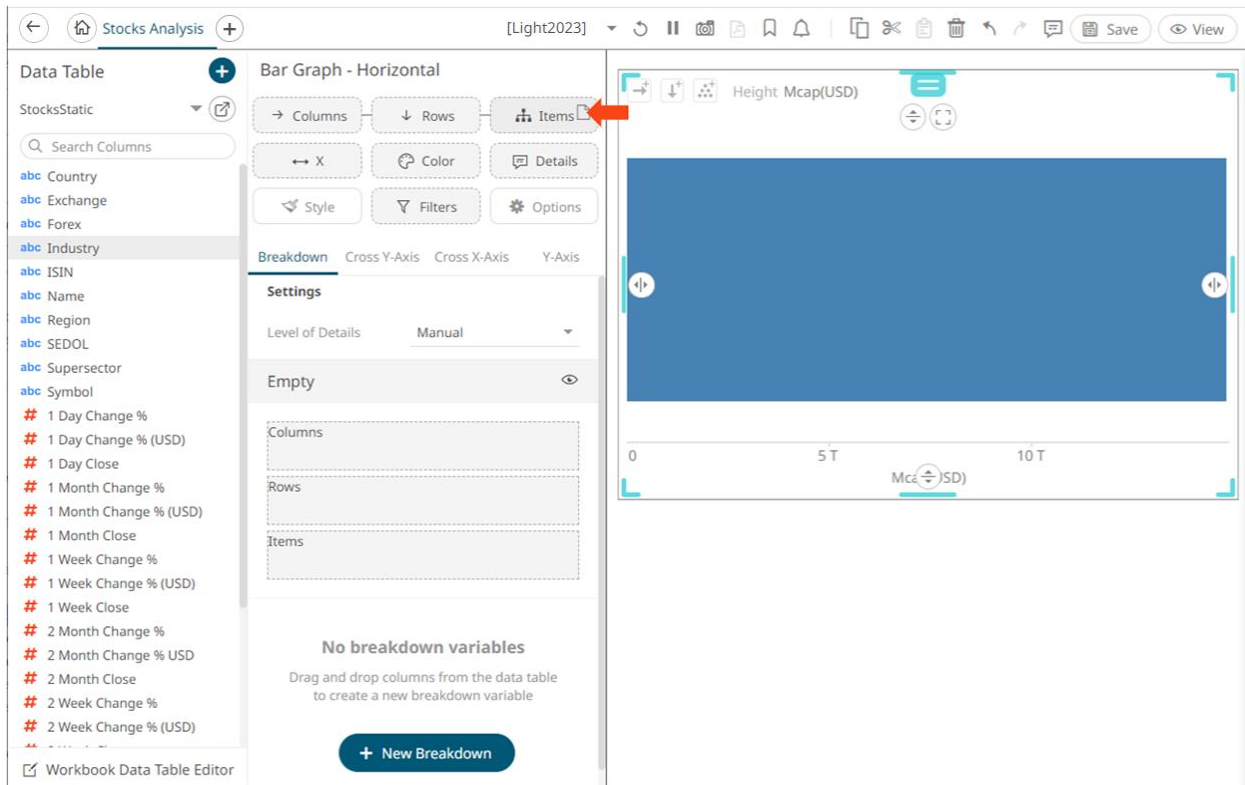 Stocks Analysis
[Light2023]
Save
View
Data Table
StocksStatic
Search Columns
abc Country
abc Exchange
abc Forex
abc Industry
abc ISIN
abc Name
abc Region
abc SEDOL
abc Supersector
abc Symbol
# 1 Day Change %
# 1 Day Change % (USD)
# 1 Day Close
# 1 Month Change %
# 1 Month Change % (USD)
# 1 Month Close
# 1 Week Change %
# 1 Week Change % (USD)
# 1 Week Close
# 2 Month Change %
# 2 Month Change % USD
# 2 Month Close
# 2 Week Change %
# 2 Week Change % (USD)
Workbook Data Table Editor
Bar Graph - Horizontal
Columns
Rows
Items
X
Color
Details
Style
Filters
Options
Breakdown Cross Y-Axis Cross X-Axis Y-Axis
Settings
Level of Details Manual
Empty
Columns
Rows
Items
No breakdown variables
Drag and drop columns from the data table
to create a new breakdown variable
+ New Breakdown
Height Mcap(USD)
0 5 T 10 T